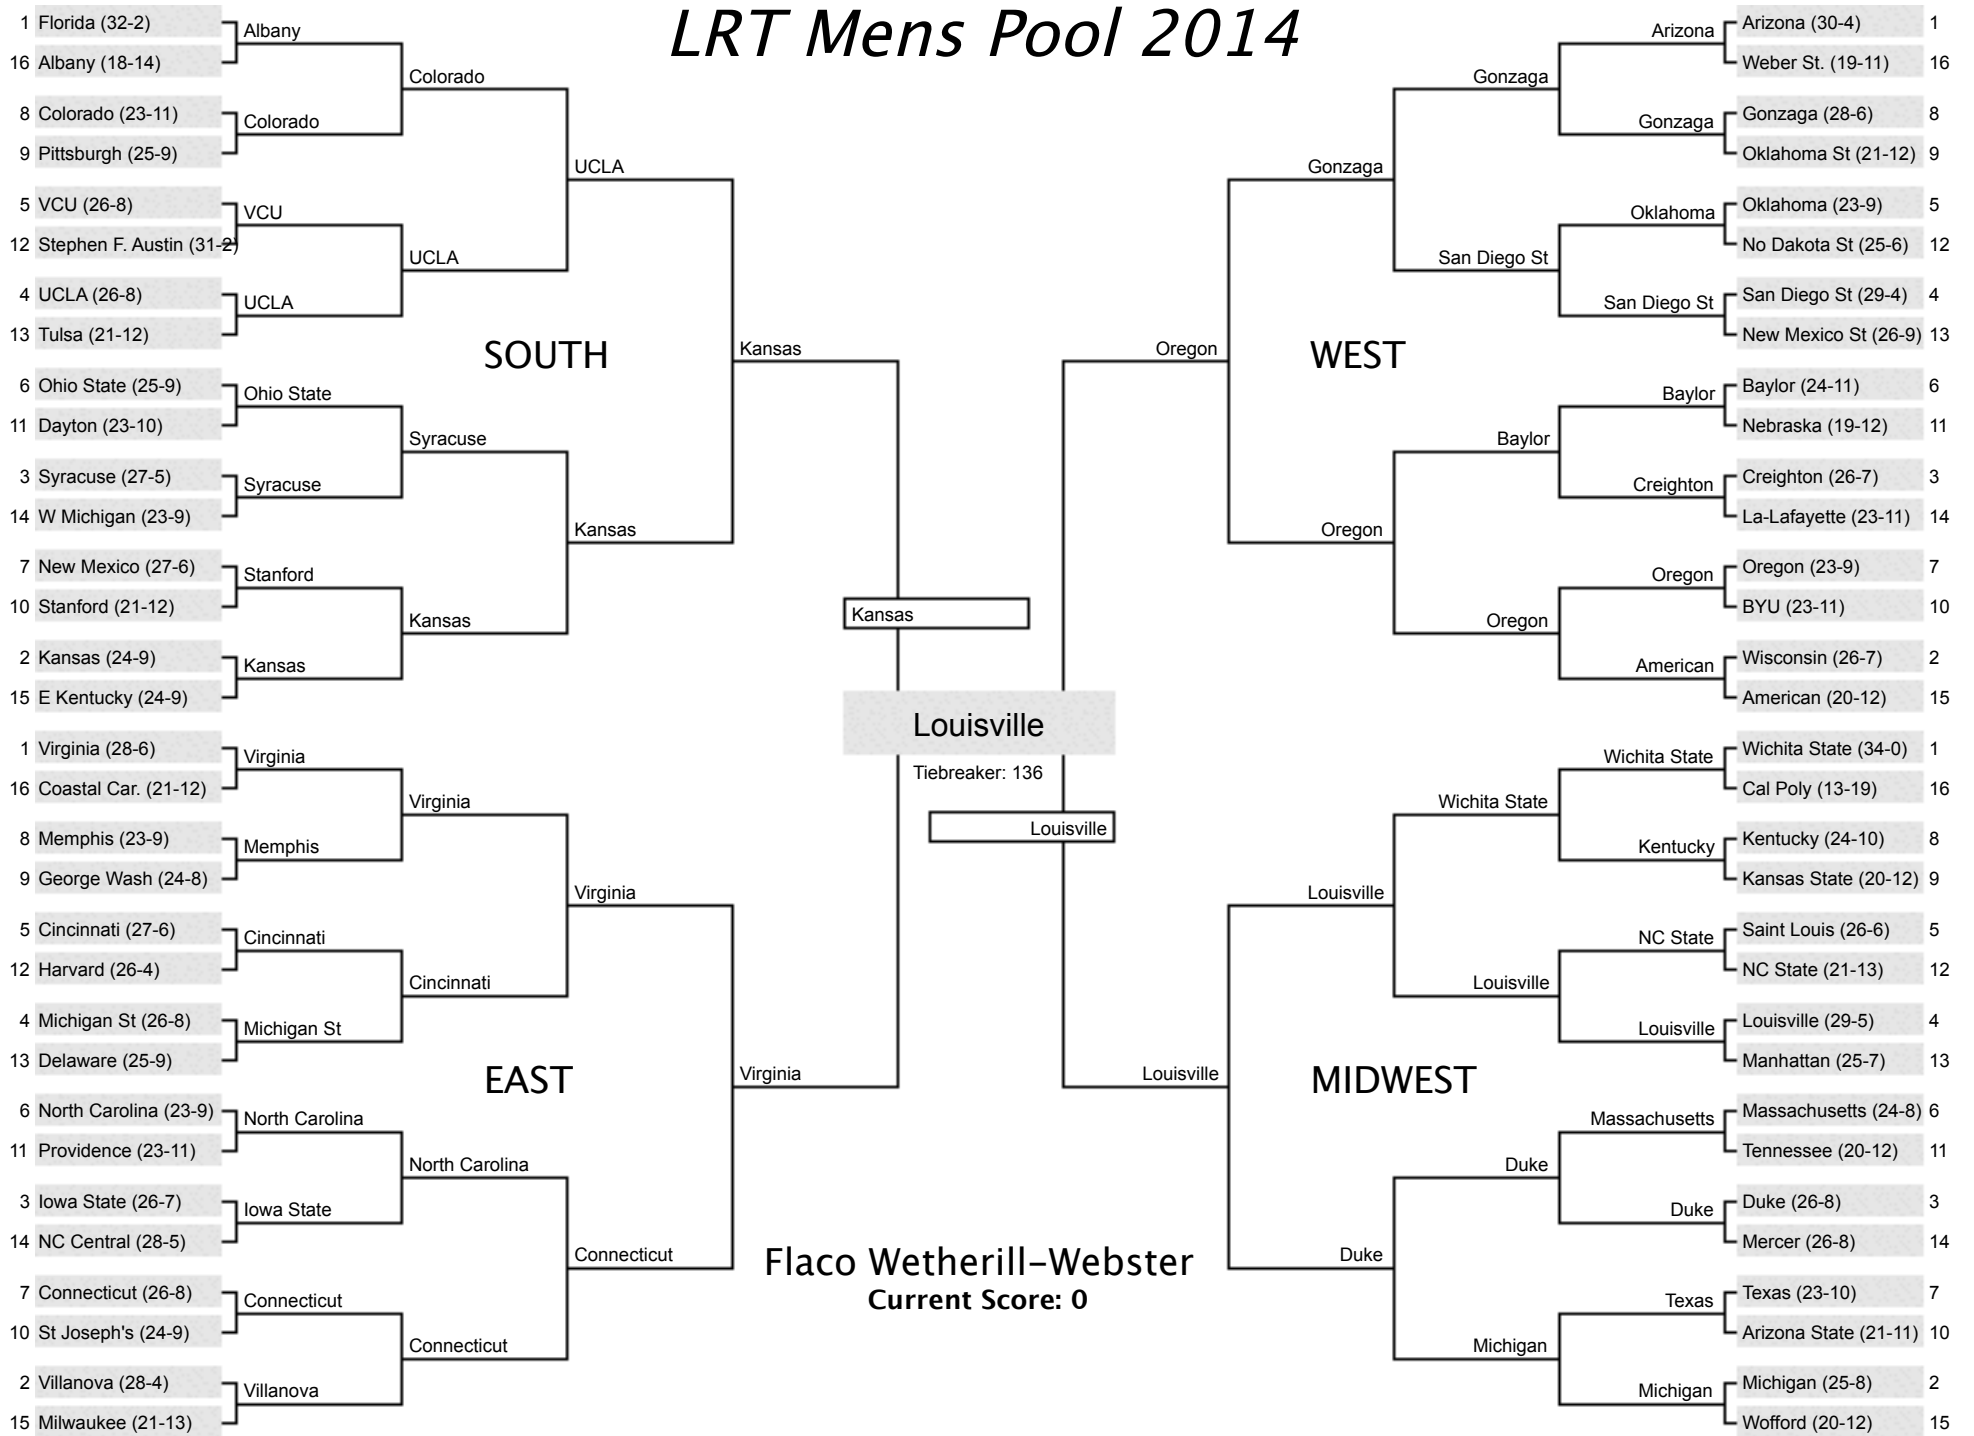 LRT Mens Pool 2014
1 Florida (32-2)
16 Albany (18-14)
8 Colorado (23-11)
9 Pittsburgh (25-9)
5 VCU (26-8)
12 Stephen F. Austin (31-2)
4 UCLA (26-8)
13 Tulsa (21-12)
6 Ohio State (25-9)
11 Dayton (23-10)
3 Syracuse (27-5)
14 W Michigan (23-9)
7 New Mexico (27-6)
10 Stanford (21-12)
2 Kansas (24-9)
15 E Kentucky (24-9)
Albany
Colorado
VCU
UCLA
Ohio State
Syracuse
Stanford
Kansas
Colorado
UCLA
Syracuse
Kansas
UCLA
Kansas
SOUTH
Kansas
1 Virginia (28-6)
16 Coastal Car. (21-12)
8 Memphis (23-9)
9 George Wash (24-8)
5 Cincinnati (27-6)
12 Harvard (26-4)
4 Michigan St (26-8)
13 Delaware (25-9)
6 North Carolina (23-9)
11 Providence (23-11)
3 Iowa State (26-7)
14 NC Central (28-5)
7 Connecticut (26-8)
10 St Joseph's (24-9)
2 Villanova (28-4)
15 Milwaukee (21-13)
Virginia
Memphis
Cincinnati
Michigan St
North Carolina
Iowa State
Connecticut
Villanova
Virginia
Cincinnati
North Carolina
Connecticut
Virginia
Connecticut
EAST
Virginia
Kansas
Louisville
Tiebreaker: 136
Louisville
Flaco Wetherill-Webster
Current Score: 0
Arizona (30-4) 1
Weber St. (19-11) 16
Gonzaga (28-6) 8
Oklahoma St (21-12) 9
Oklahoma (23-9) 5
No Dakota St (25-6) 12
San Diego St (29-4) 4
New Mexico St (26-9) 13
Baylor (24-11) 6
Nebraska (19-12) 11
Creighton (26-7) 3
La-Lafayette (23-11) 14
Oregon (23-9) 7
BYU (23-11) 10
Wisconsin (26-7) 2
American (20-12) 15
Arizona
Gonzaga
Oklahoma
San Diego St
Baylor
Creighton
Oregon
American
Gonzaga
San Diego St
Baylor
Oregon
Gonzaga
Oregon
WEST
Oregon
Wichita State (34-0) 1
Cal Poly (13-19) 16
Kentucky (24-10) 8
Kansas State (20-12) 9
Saint Louis (26-6) 5
NC State (21-13) 12
Louisville (29-5) 4
Manhattan (25-7) 13
Massachusetts (24-8) 6
Tennessee (20-12) 11
Duke (26-8) 3
Mercer (26-8) 14
Texas (23-10) 7
Arizona State (21-11) 10
Michigan (25-8) 2
Wofford (20-12) 15
Wichita State
Kentucky
NC State
Louisville
Massachusetts
Duke
Texas
Michigan
Wichita State
Louisville
Duke
Michigan
Louisville
Duke
MIDWEST
Louisville